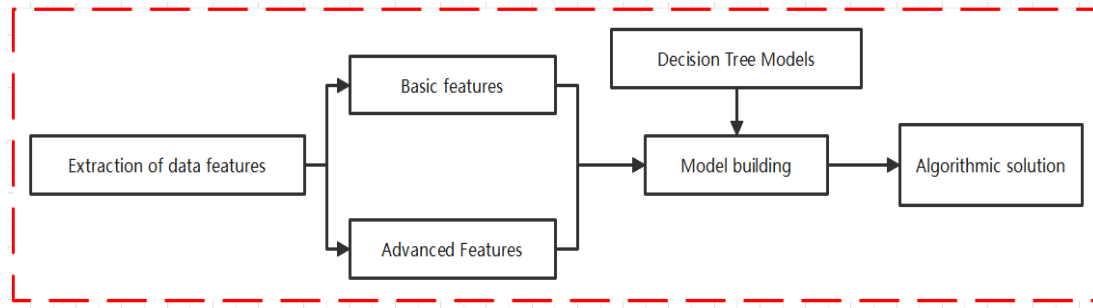 Decision Tree Models
Basic features
Extraction of data features
Model building
Algorithmic solution
Advanced Features